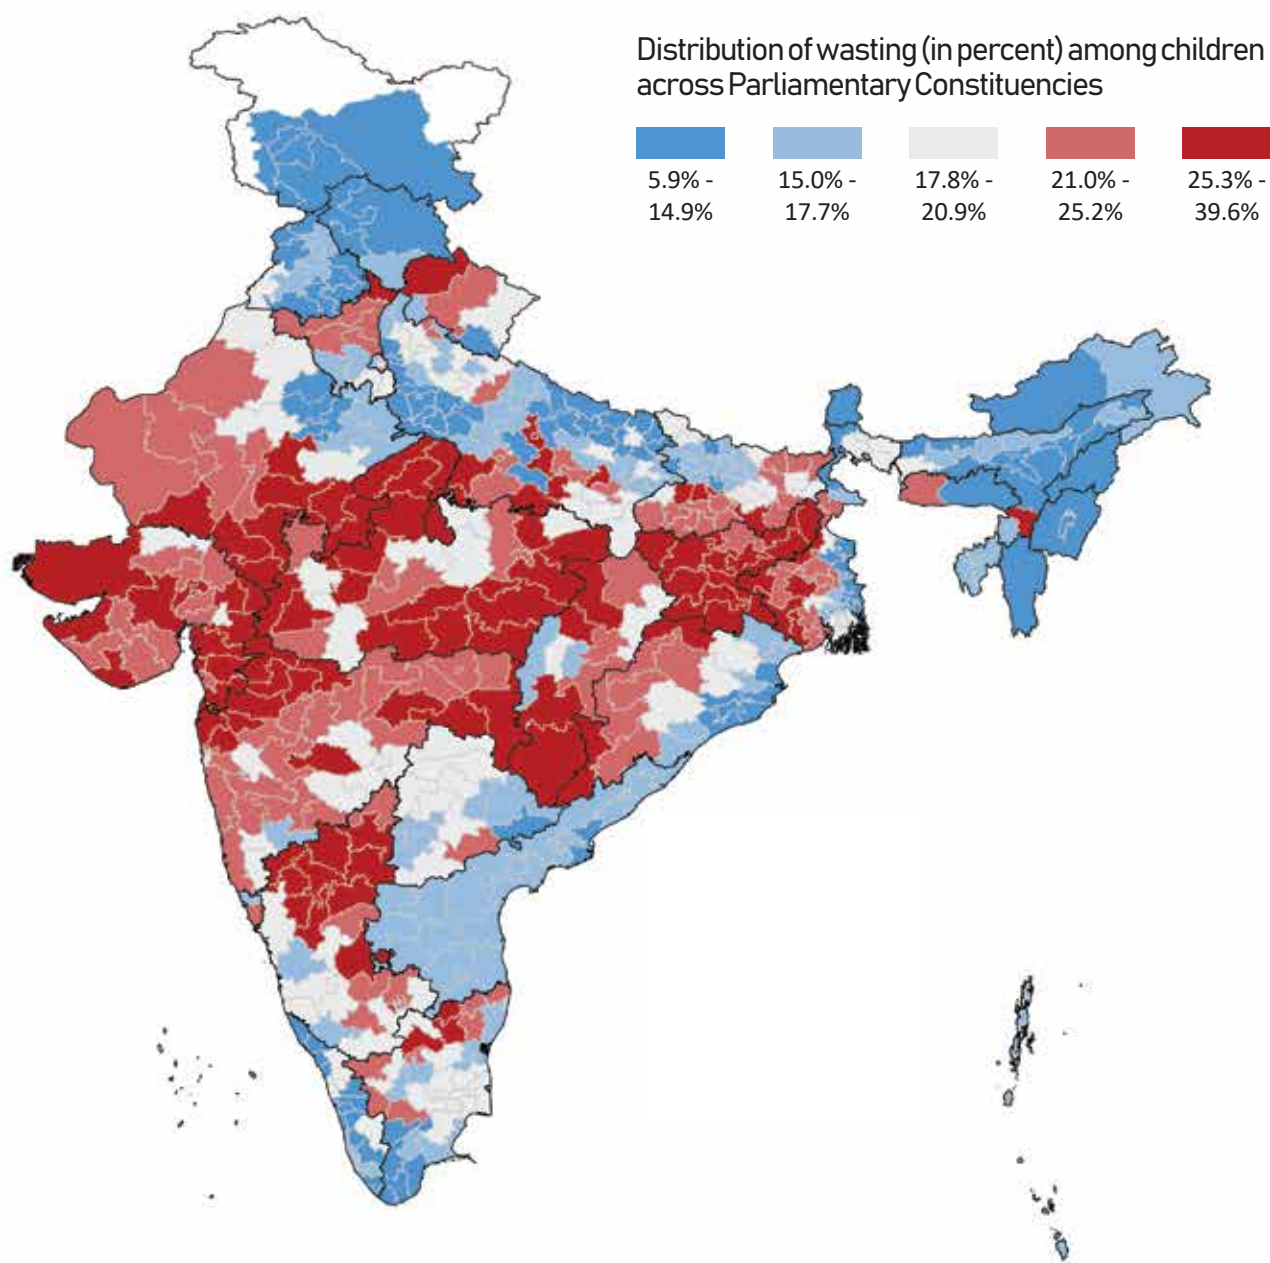 Distribution of wasting (in percent) among children
across Parliamentary Constituencies
5.9% - 15.0% - 17.8% - 21.0% - 25.3% -
14.9% 17.7% 20.9% 25.2% 39.6%